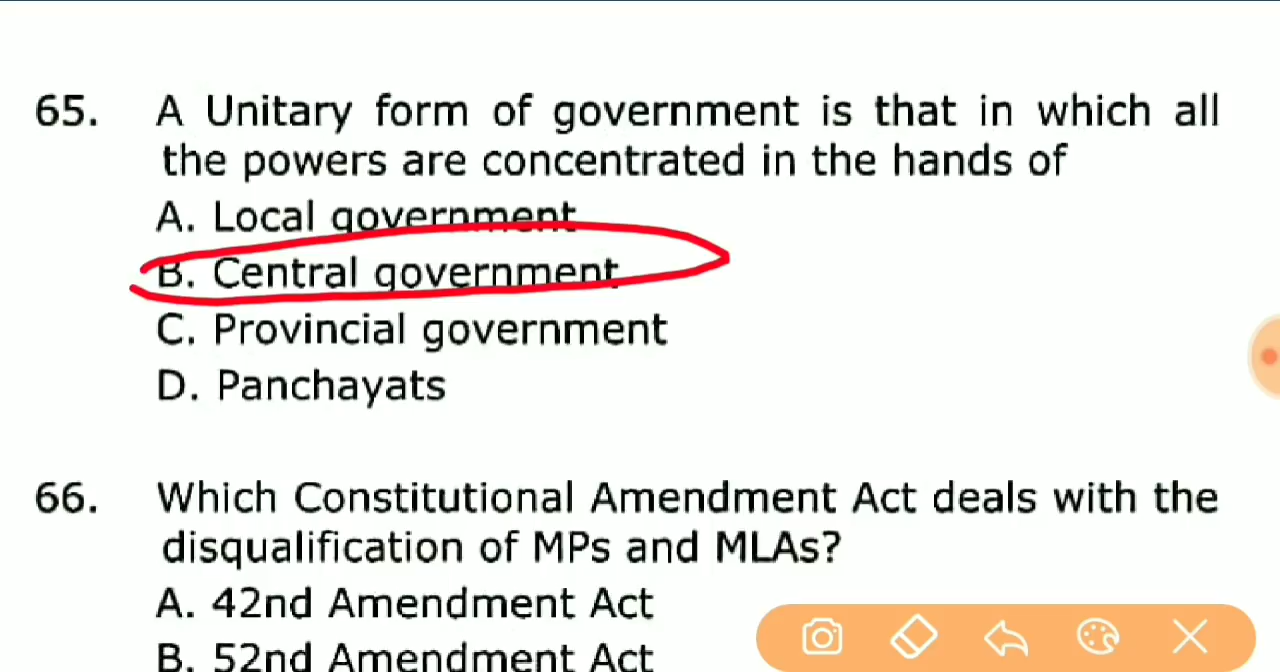 65. A Unitary form of government is that in which all
the powers are concentrated in the hands of
A. Local government
B. Central government
C. Provincial government
D. Panchayats
66. Which Constitutional Amendment Act deals with the
disqualification of MPs and MLAs?
A. 42nd Amendment Act
B. 52nd Amendment Act